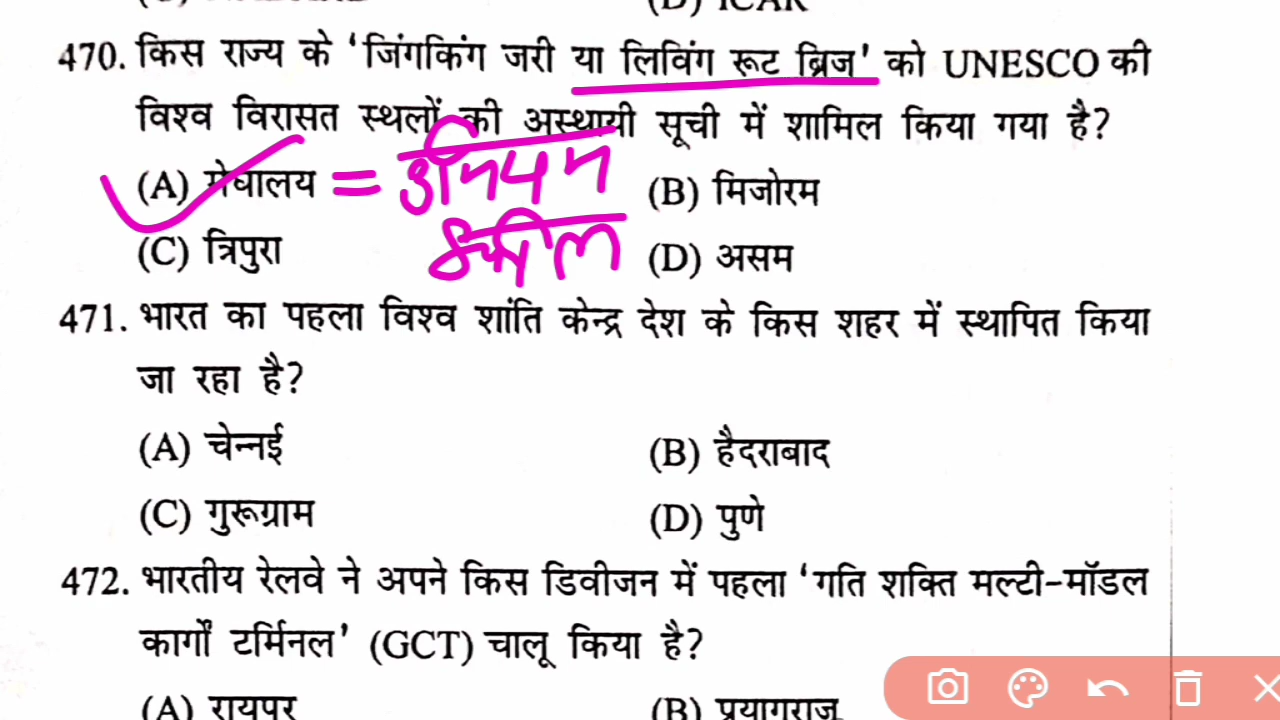 (D) ICAR
470. किस राज्य के ‘जिंगकिंग जरी या लिविंग रूट ब्रिज’ को UNESCO की
विश्व विरासत स्थलों की अस्थायी सूची में शामिल किया गया है?
(A) मेघालय = (B) मिजोरम
(C) त्रिपुरा (D) असम
471. भारत का पहला विश्व शांति केन्द्र देश के किस शहर में स्थापित किया
जा रहा है?
(A) चेन्नई (B) हैदराबाद
(C) गुरूग्राम (D) पुणे
472. भारतीय रेलवे ने अपने किस डिवीजन में पहला ‘गति शक्ति मल्टी-मॉडल
कार्गो टर्मिनल’ (GCT) चालू किया है?
(A) रायपुर (B) प्रयागराज